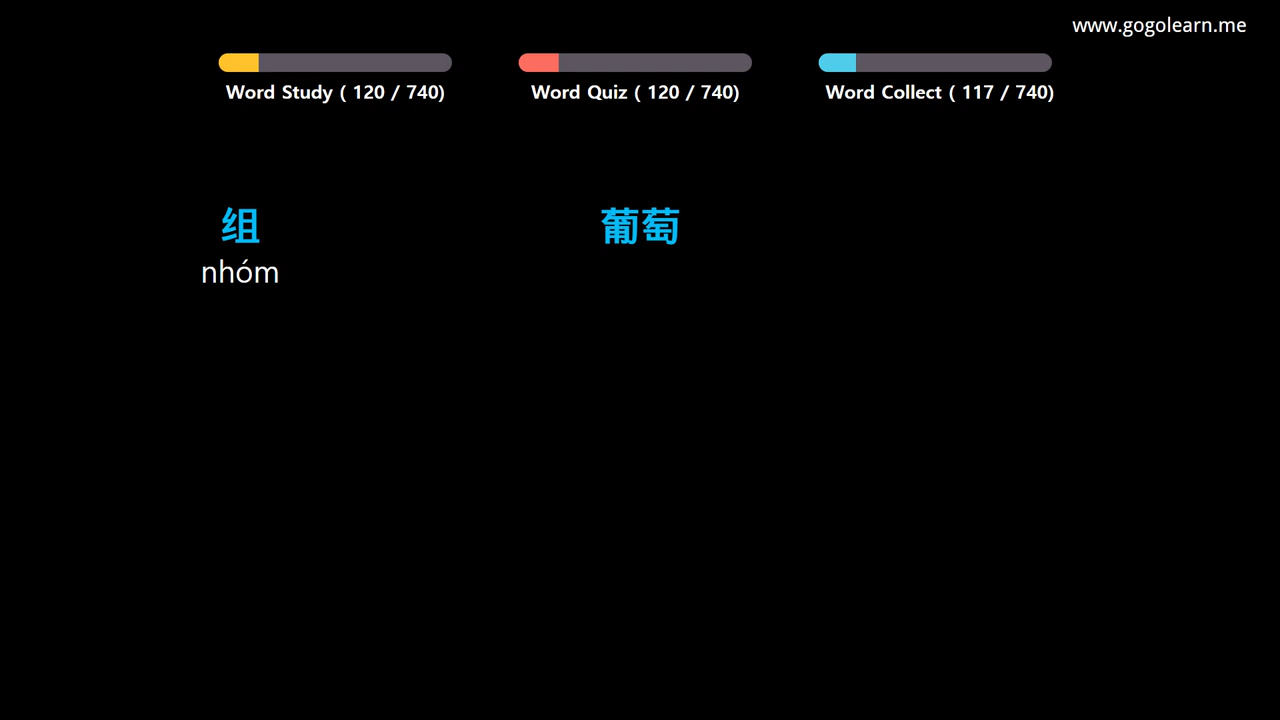 www.gogolearn.me
Word Study ( 120 / 740)
Word Quiz ( 120 / 740)
Word Collect ( 117 / 740)
组
nhóm
葡萄